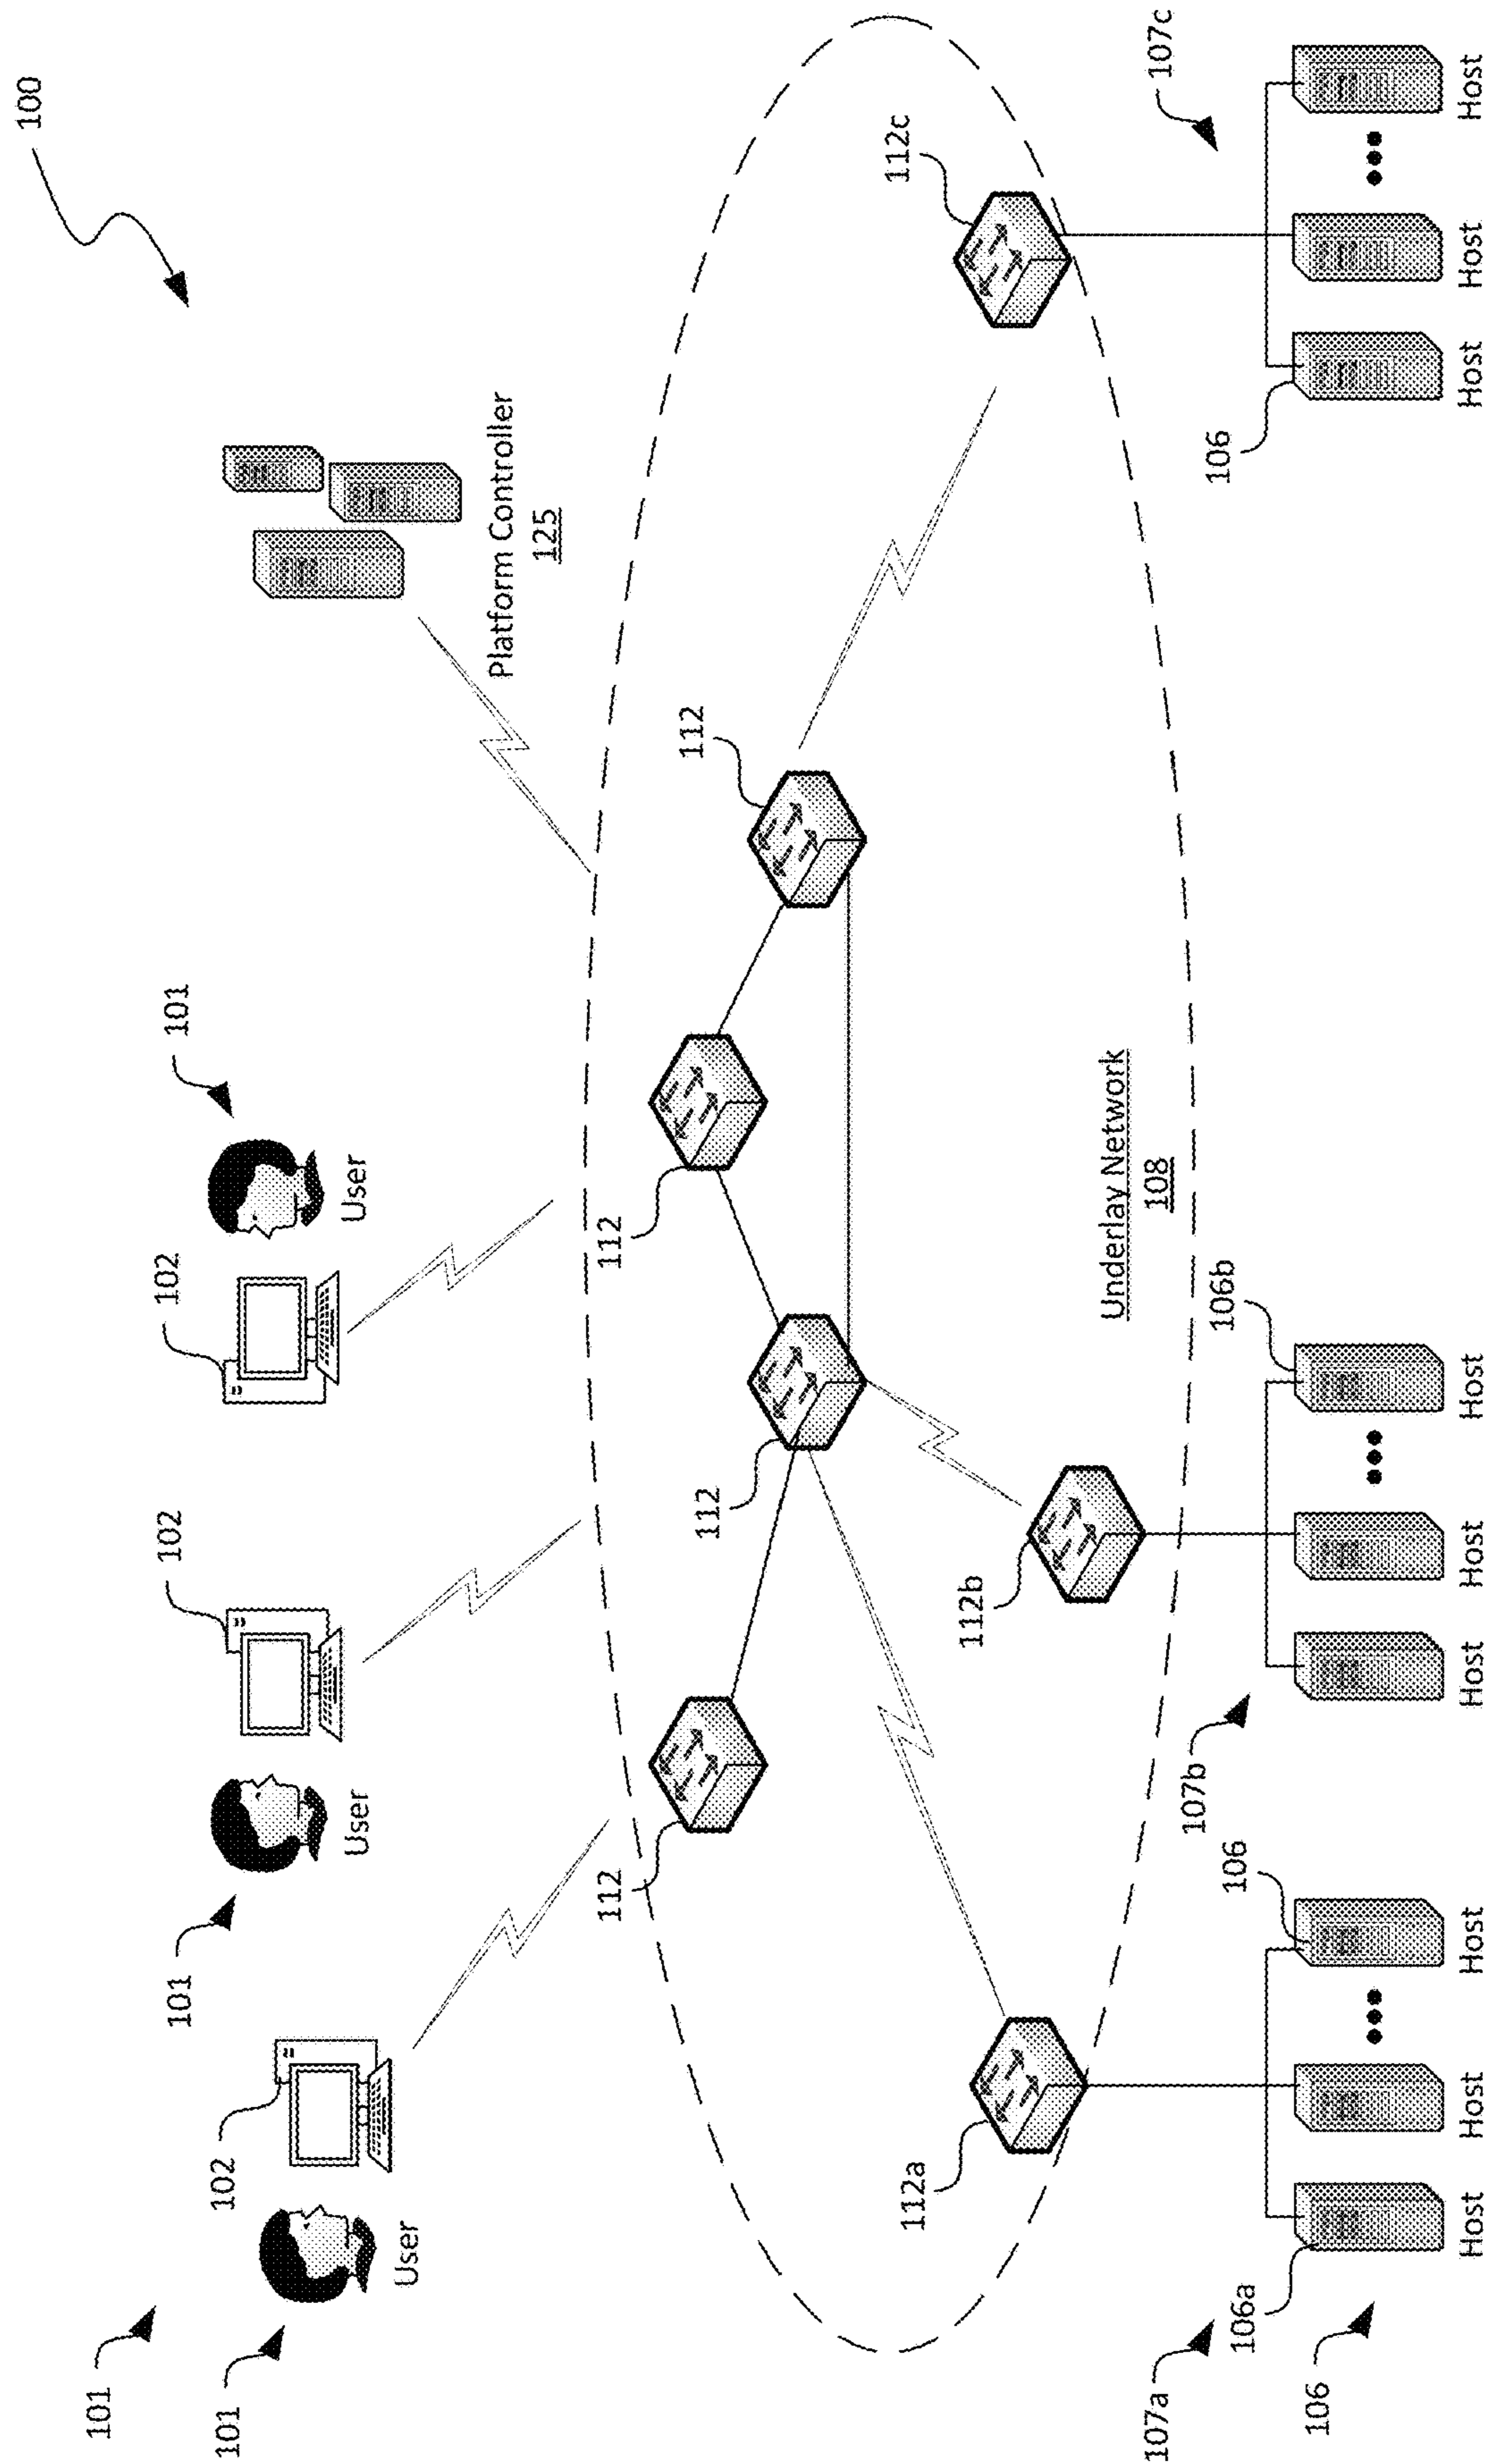 100
101
101
102
User
101
102
User
102
101
User
Platform Controller
125
112
112
112
112
112a
112b
112c
Underlay Network
108
107a
106a
106
106
107b
106b
106
107c
Host
Host
Host
Host
Host
Host
Host
Host
Host